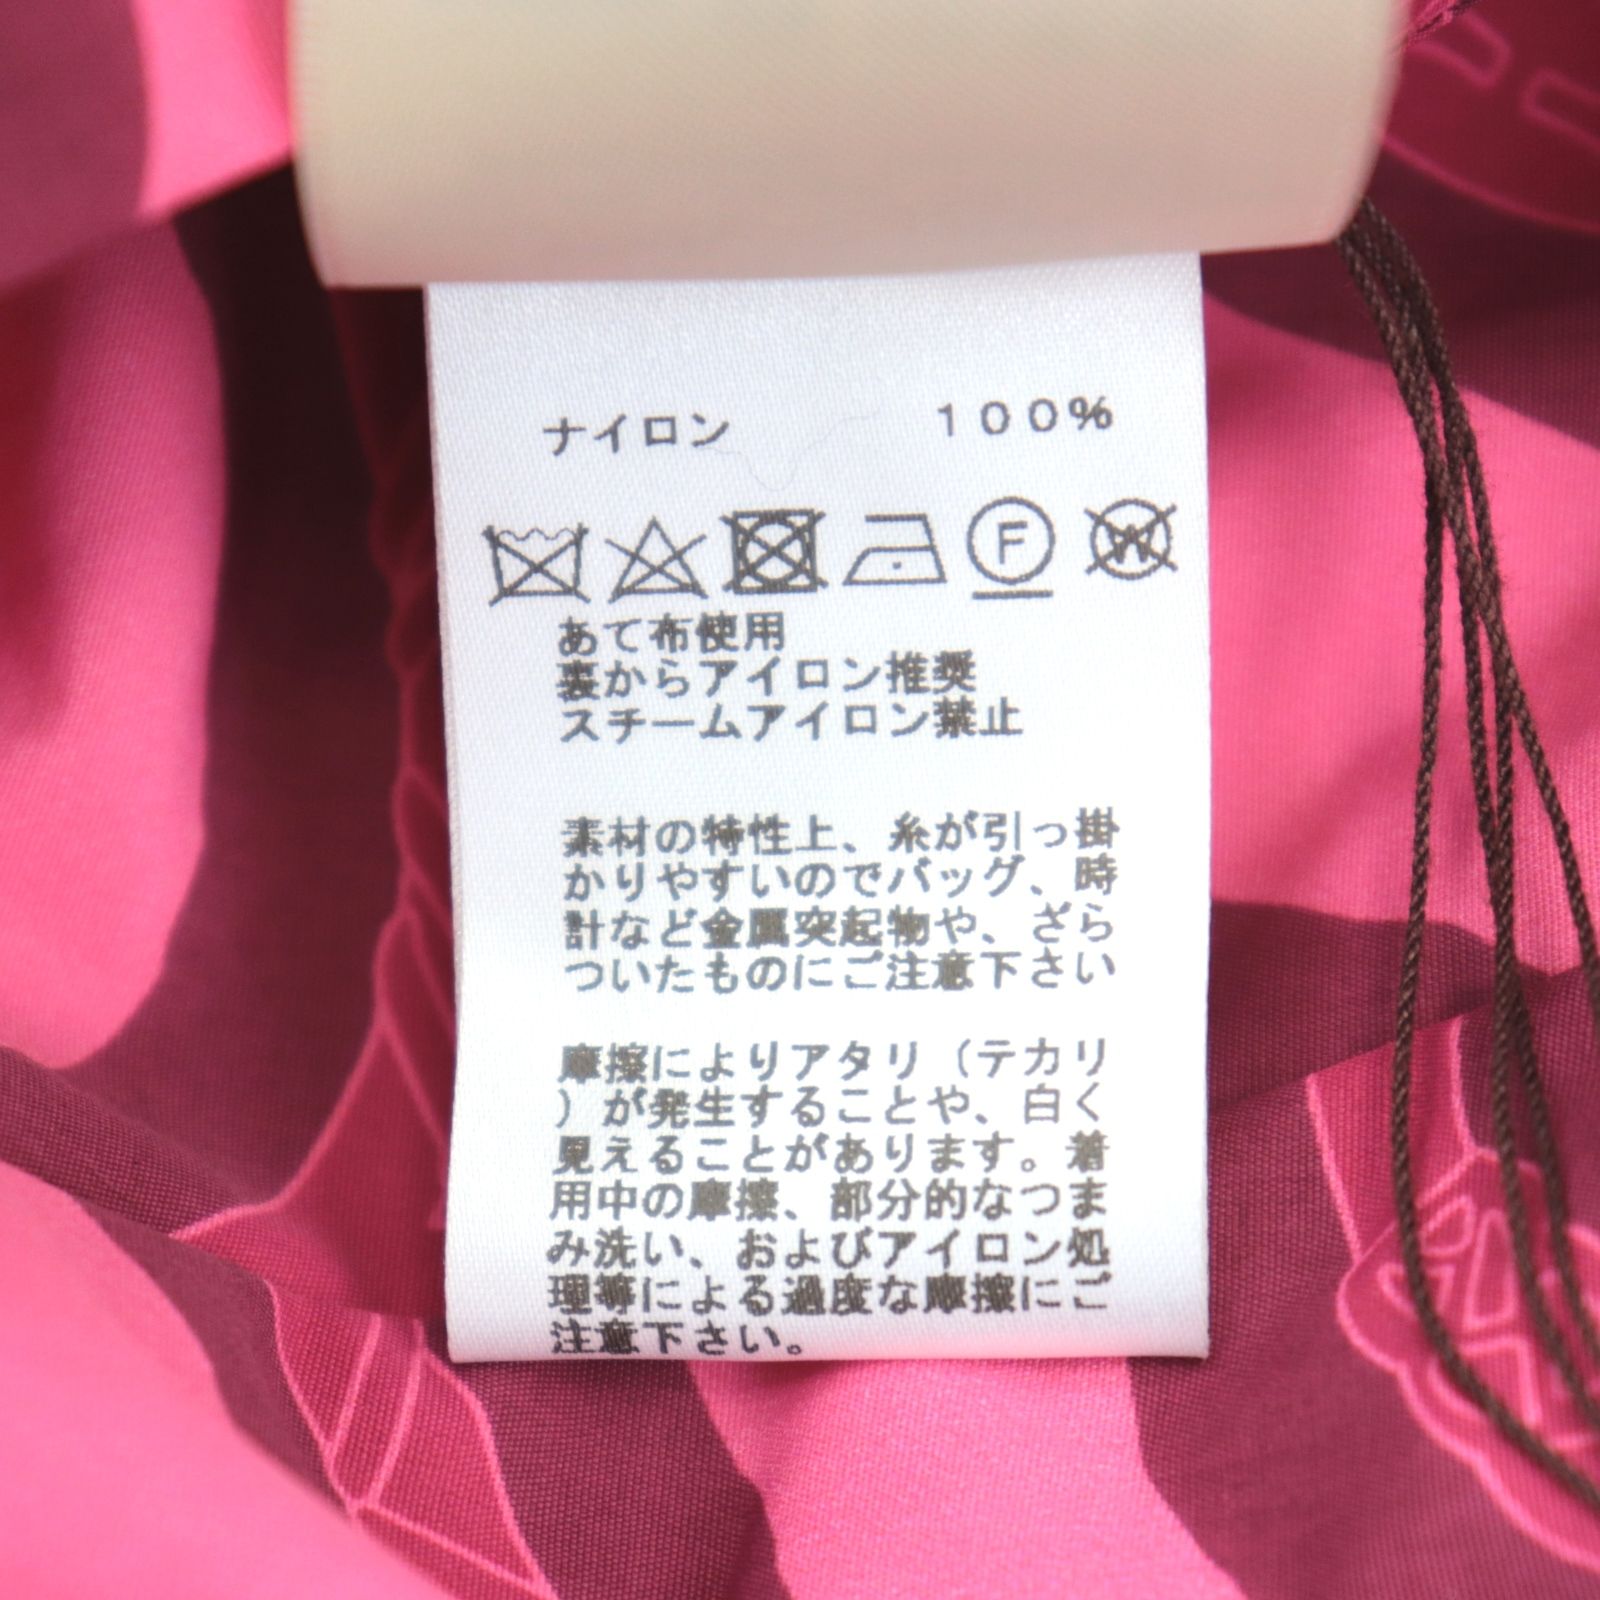 ナイロン 100%
F W
あて布使用
裏からアイロン推奨
スチームアイロン禁止
素材の特性上、糸が引っ掛
かりやすいのでバッグ、時
計など金属突起物や、ざら
ついたものにご注意下さい
摩擦によりアタリ（テカリ
）が発生することや、白く
見えることがあります。着
用中の摩擦、部分的なつま
み洗い、およびアイロン処
理等による過度な摩擦にご
注意下さい。